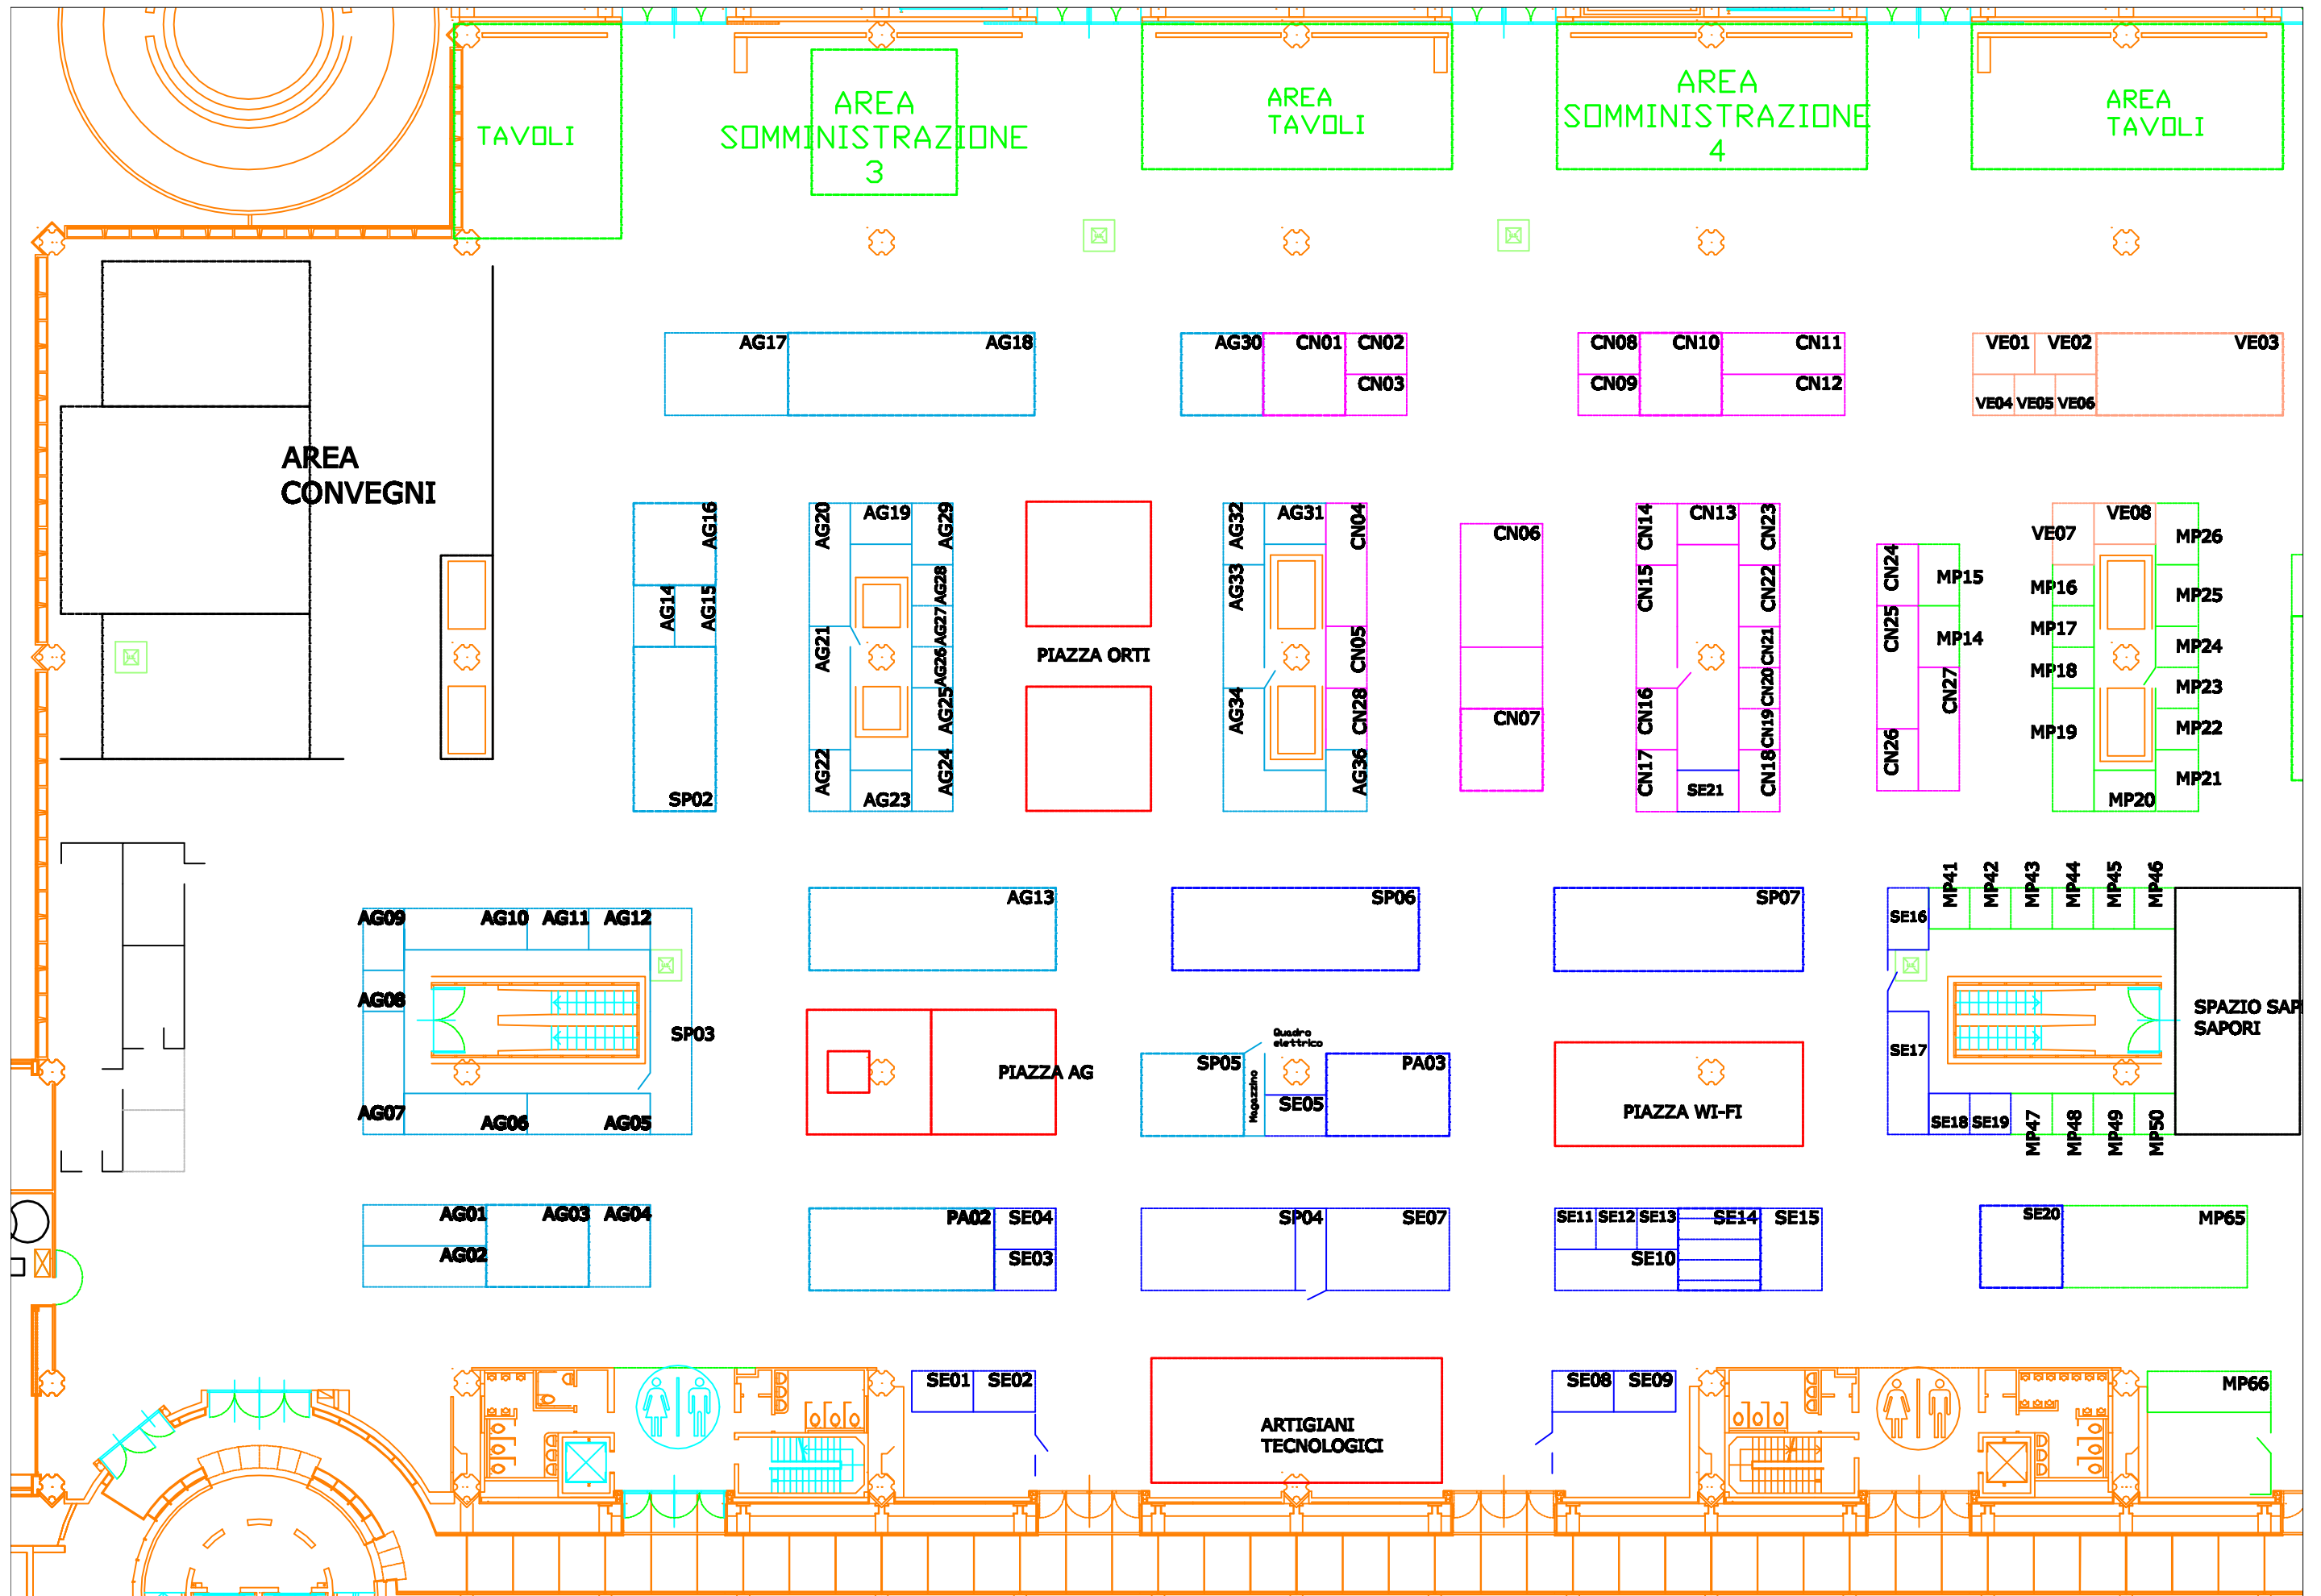 TAVOLI
AREA
SOMMINISTRAZIONE
3
AREA
TAVOLI
AREA
SOMMINISTRAZIONE
4
AREA
TAVOLI
AG17
AG18
AG30
CN01
CN02
CN03
CN08
CN09
CN10
CN11
CN12
VE01
VE02
VE03
VE04
VE05
VE06
AREA
CONVEGNI
AG16
AG14
AG15
SP02
AG20
AG19
AG29
AG28
AG27
AG26
AG25
AG24
AG21
AG22
AG23
PIAZZA ORTI
AG32
AG31
CN04
AG33
CN05
AG34
CN28
AG36
CN06
CN07
CN14
CN13
CN23
CN15
CN22
CN21
CN20
CN16
CN19
CN17
SE21
CN18
CN24
MP15
CN25
MP14
CN27
CN26
VE07
VE08
MP26
MP16
MP25
MP17
MP24
MP18
MP23
MP19
MP22
MP21
MP20
AG09
AG10
AG11
AG12
AG08
SP03
AG07
AG06
AG05
AG13
PIAZZA AG
SP06
SP05
Magazzino
Quadro
elettrico
SE05
PA03
SP07
PIAZZA WI-FI
SE16
MP41
MP42
MP43
MP44
MP45
MP46
SE17
SPAZIO SAP
SAPORI
SE18
SE19
MP47
MP48
MP49
MP50
AG01
AG02
AG03
AG04
PA02
SE04
SE03
SP04
SE07
SE11
SE12
SE13
SE14
SE15
SE10
SE20
MP65
SE01
SE02
ARTIGIANI
TECNOLOGICI
SE08
SE09
MP66